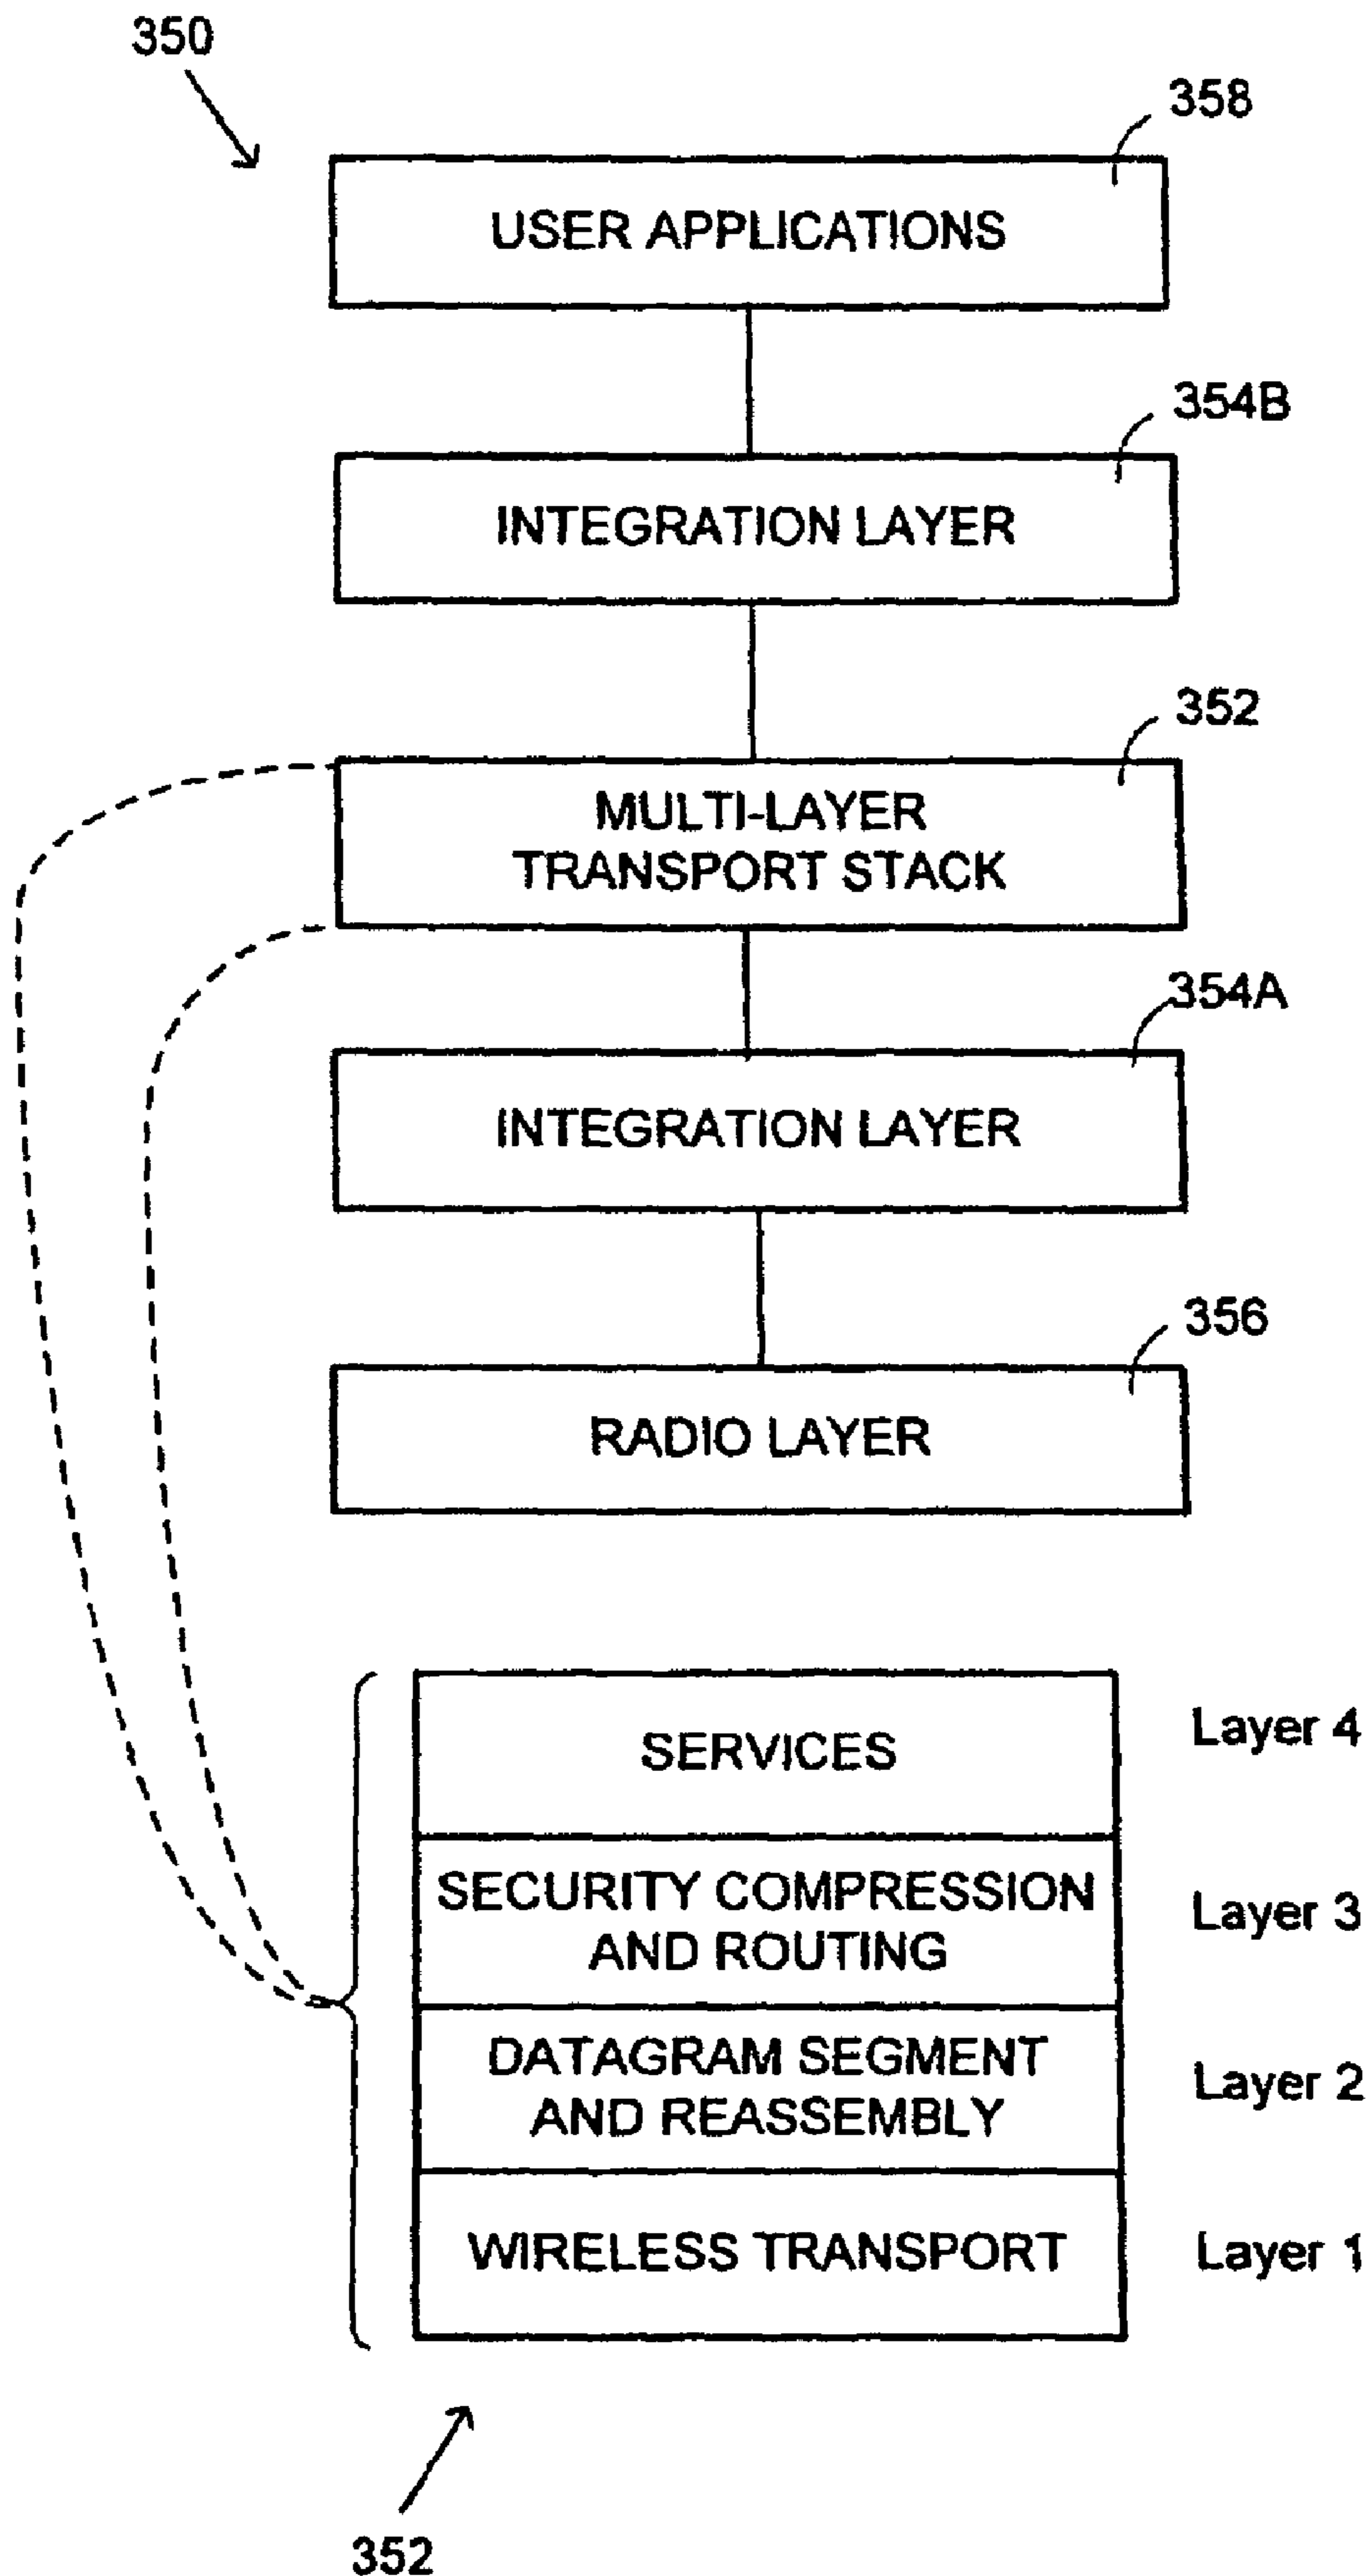 350
358
USER APPLICATIONS
354B
INTEGRATION LAYER
352
MULTI-LAYER
TRANSPORT STACK
354A
INTEGRATION LAYER
356
RADIO LAYER
SERVICES
Layer 4
SECURITY COMPRESSION
AND ROUTING
Layer 3
DATAGRAM SEGMENT
AND REASSEMBLY
Layer 2
WIRELESS TRANSPORT
Layer 1
352